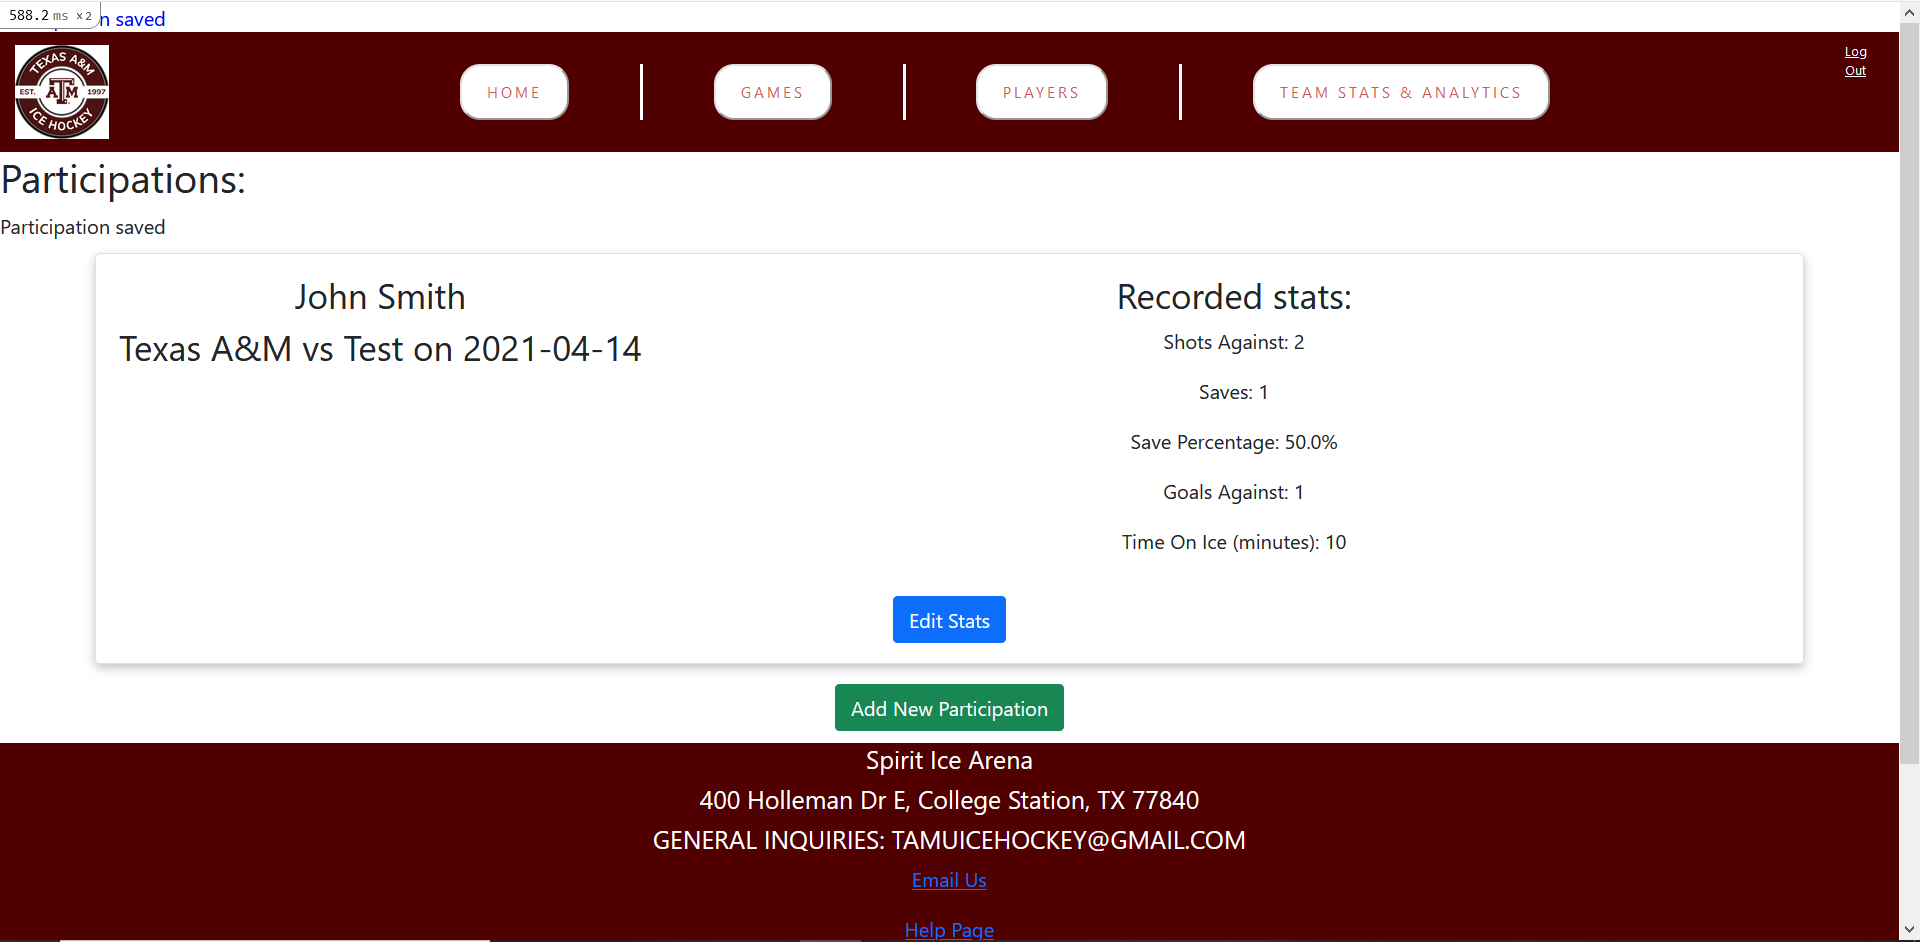 588.2 ms ×2
n saved
TEXAS A&M
EST. ATM 1997
ICE HOCKEY
HOME
GAMES
PLAYERS
TEAM STATS & ANALYTICS
Log
Out
Participations:
Participation saved
John Smith
Texas A&M vs Test on 2021-04-14
Recorded stats:
Shots Against: 2
Saves: 1
Save Percentage: 50.0%
Goals Against: 1
Time On Ice (minutes): 10
Edit Stats
Add New Participation
Spirit Ice Arena
400 Holleman Dr E, College Station, TX 77840
GENERAL INQUIRIES: TAMUICEHOCKEY@GMAIL.COM
Email Us
Help Page